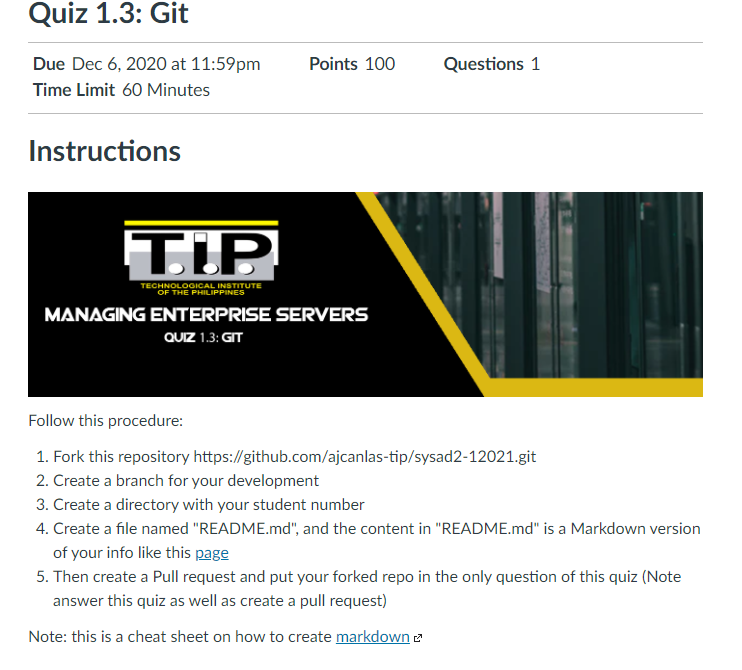 Quiz 1.3: Git
Due Dec 6, 2020 at 11:59pm Points 100 Questions 1
Time Limit 60 Minutes
Instructions
T.I.P
TECHNOLOGICAL INSTITUTE
OF THE PHILIPPINES
MANAGING ENTERPRISE SERVERS
QUIZ 1.3: GIT
Follow this procedure:
1. Fork this repository https://github.com/ajcanlas-tip/sysad2-12021.git
2. Create a branch for your development
3. Create a directory with your student number
4. Create a file named "README.md", and the content in "README.md" is a Markdown version
of your info like this page
5. Then create a Pull request and put your forked repo in the only question of this quiz (Note
answer this quiz as well as create a pull request)
Note: this is a cheat sheet on how to create markdown